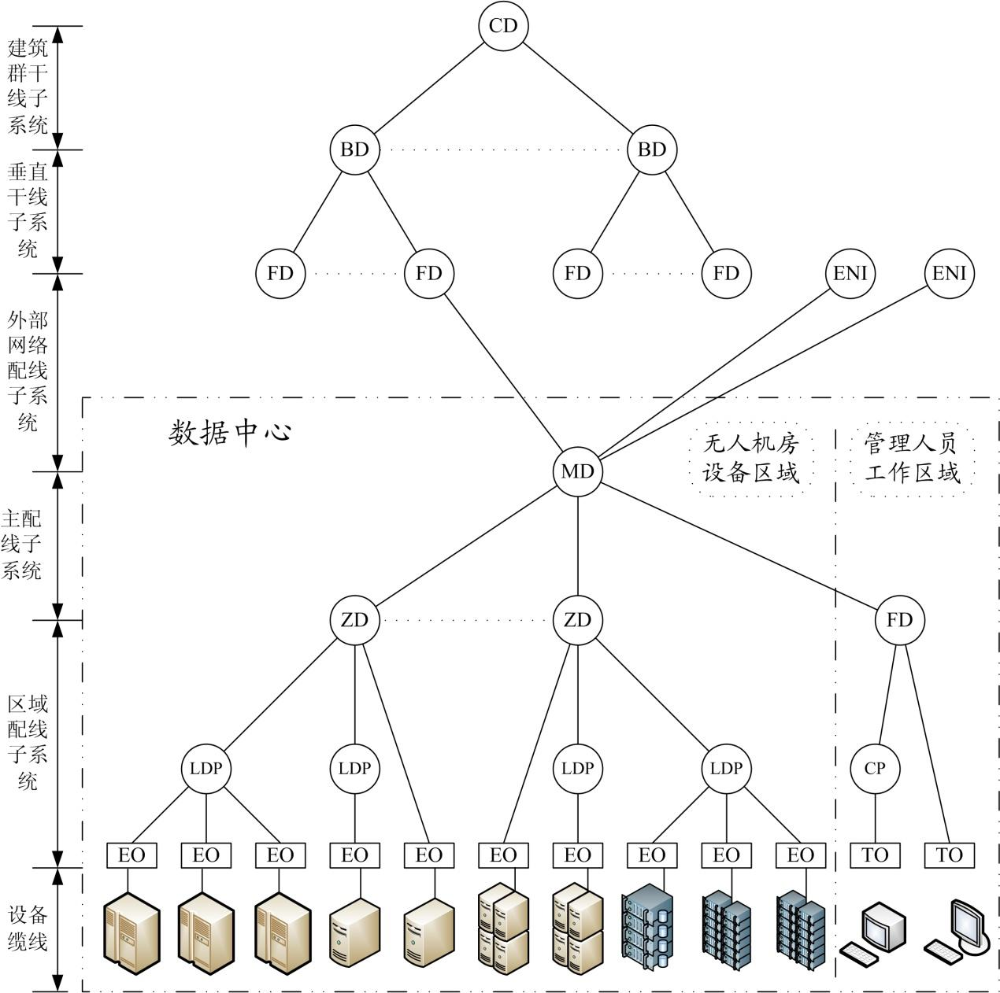 CD
建筑
群干
线子
系统
BD
BD
垂直
干线
子系
统
FD
FD
FD
FD
ENI
ENI
外部
网络
配线
子系
统
数据中心
无人机房
设备区域
管理人员
工作区域
MD
主配
线子
系统
ZD
ZD
FD
区域
配线
子系
统
LDP
LDP
LDP
LDP
CP
EO
EO
EO
EO
EO
EO
EO
EO
EO
EO
TO
TO
设备
缆线